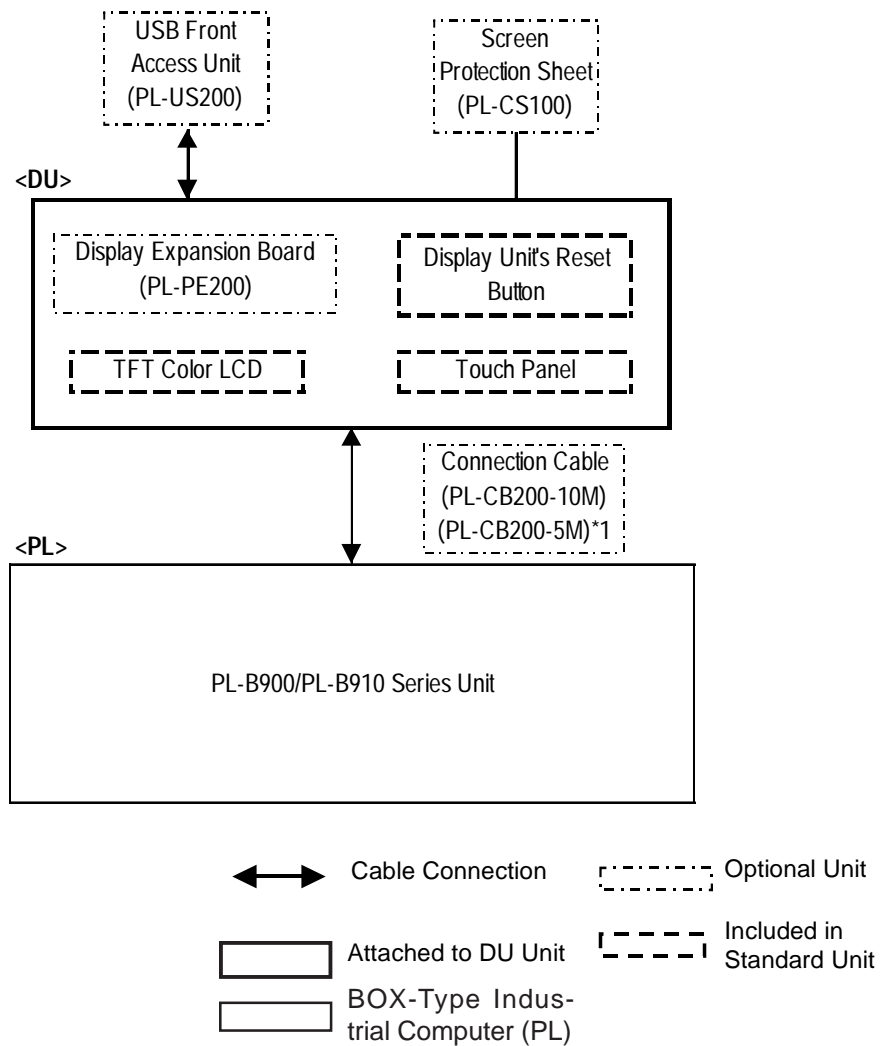 USB Front
Access Unit
(PL-US200)
Screen
Protection Sheet
(PL-CS100)
<DU>
Display Expansion Board
(PL-PE200)
Display Unit's Reset
Button
TFT Color LCD
Touch Panel
Connection Cable
(PL-CB200-10M)
(PL-CB200-5M)*1
<PL>
PL-B900/PL-B910 Series Unit
Cable Connection
Optional Unit
Attached to DU Unit
Included in
Standard Unit
BOX-Type Indus-
trial Computer (PL)